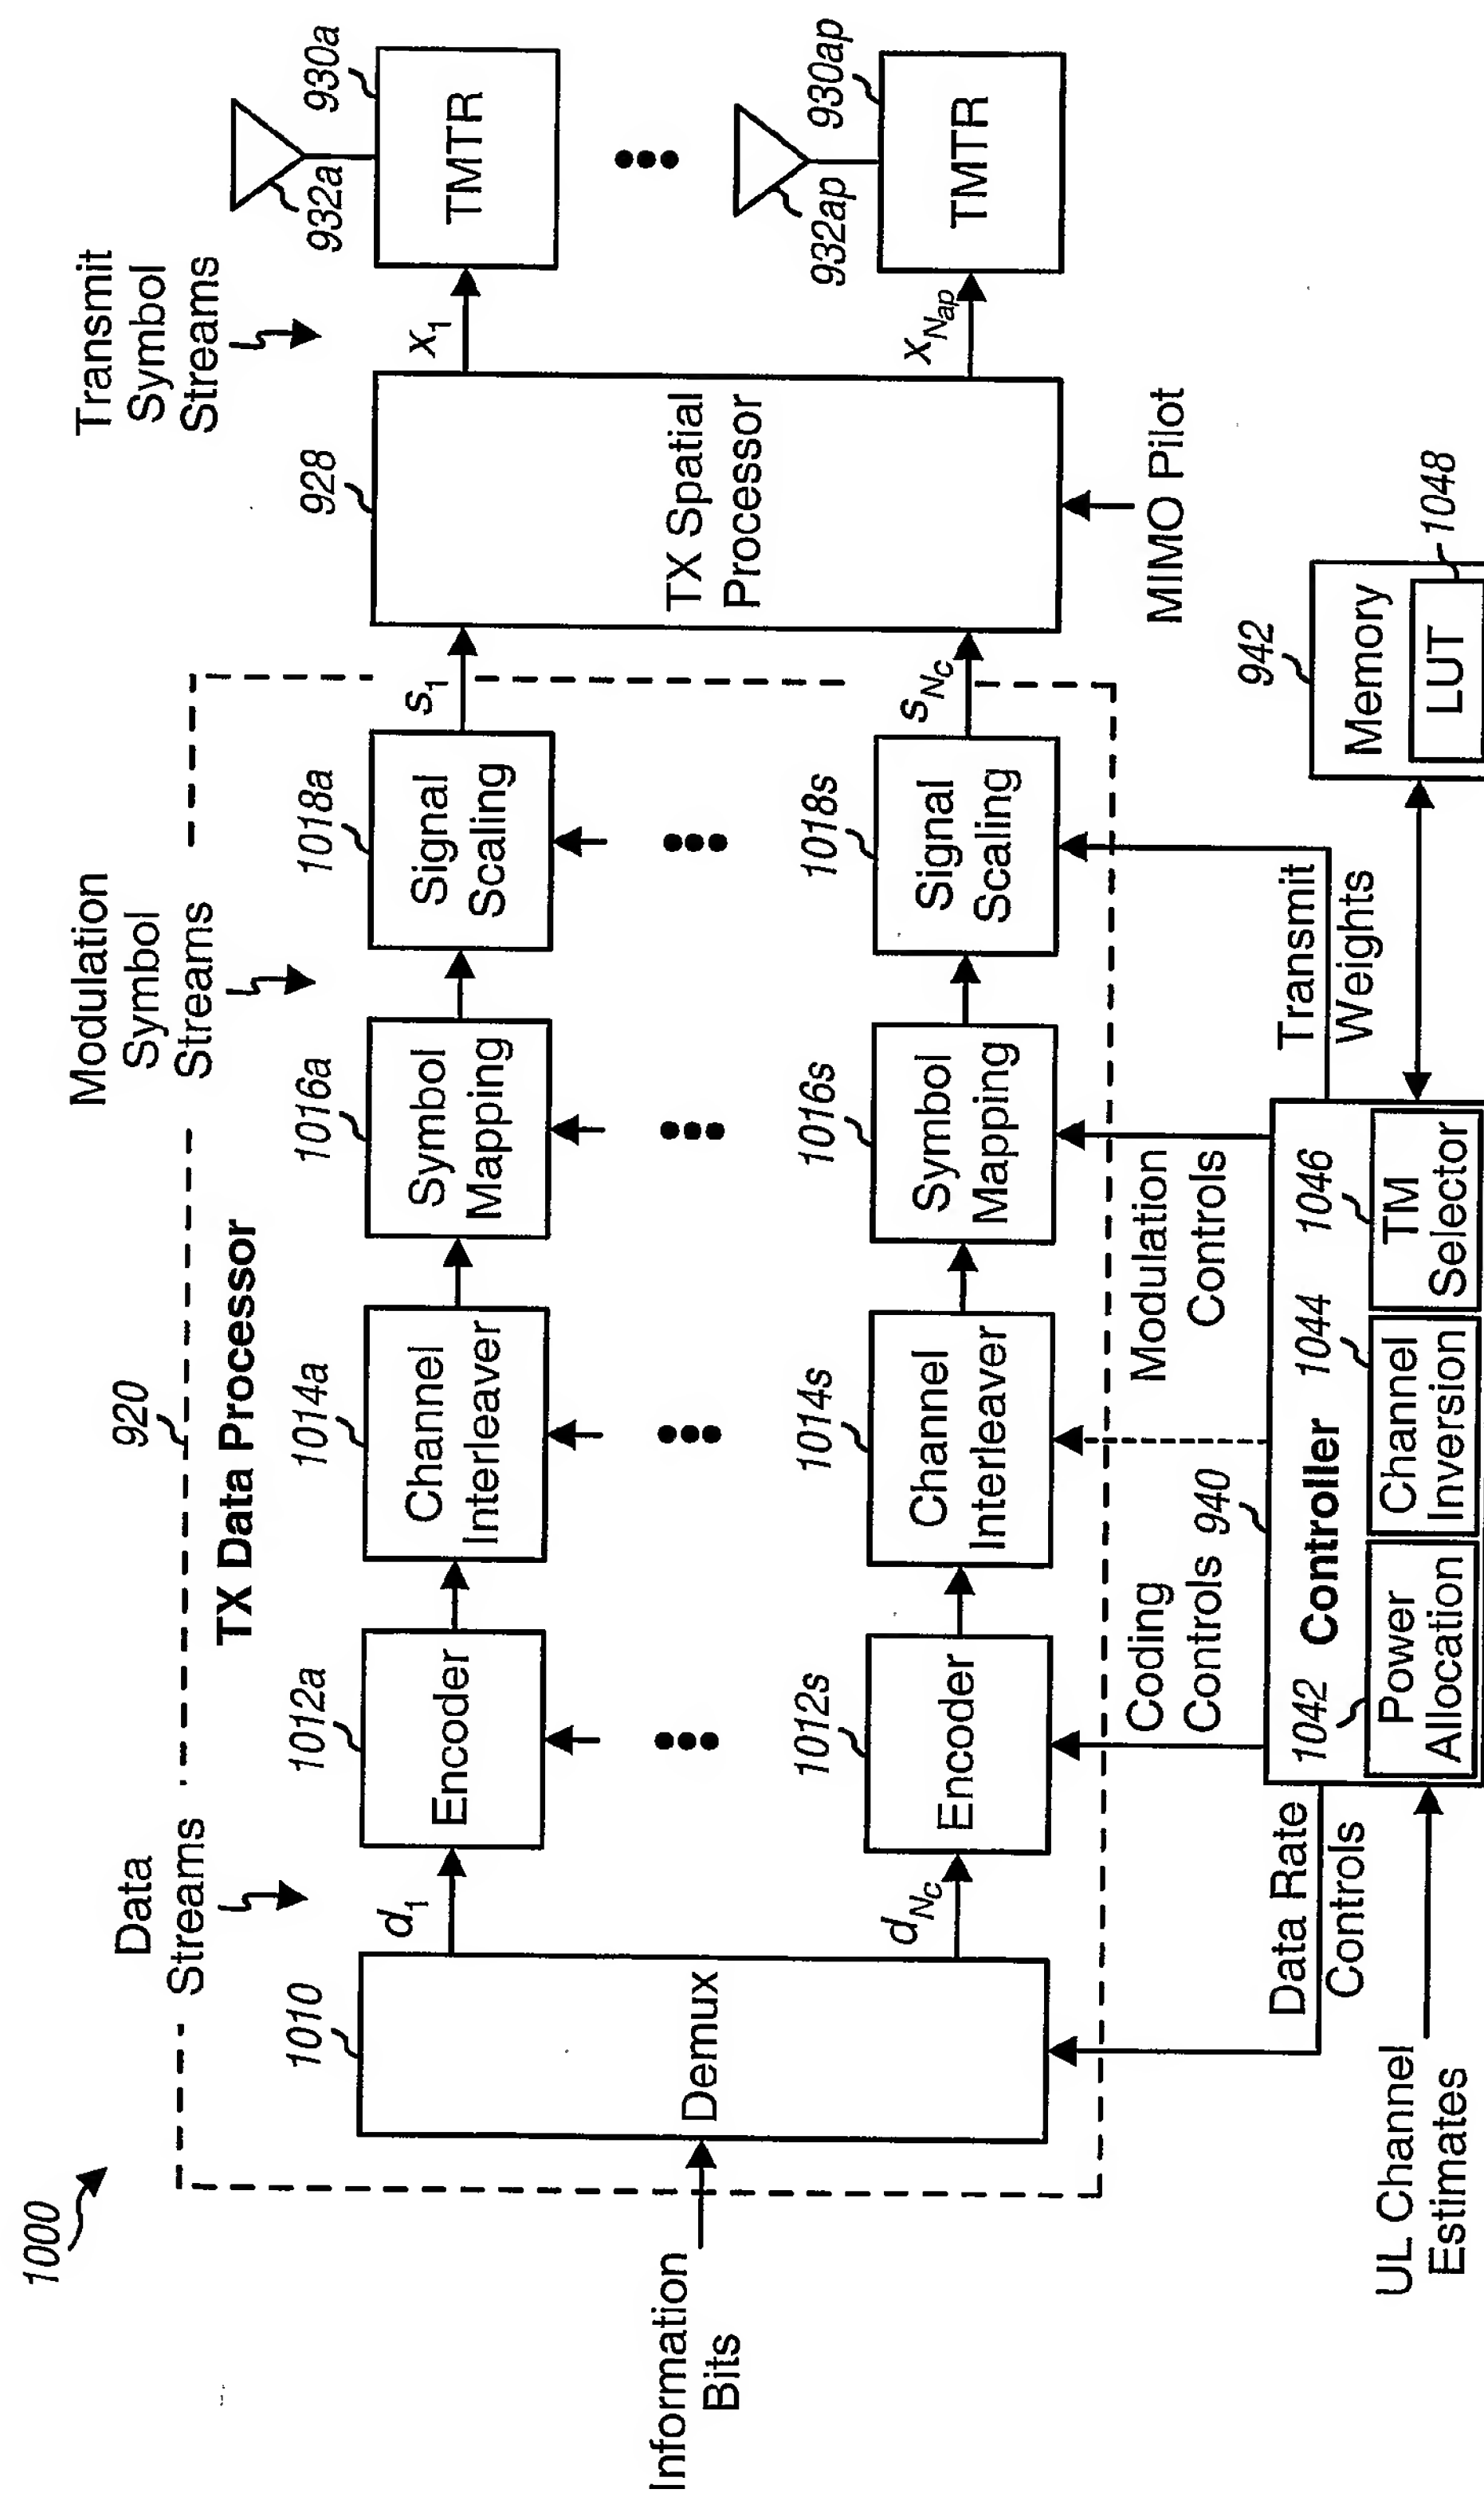 1000
920
TX Data Processor
Data
Streams
Modulation
Symbol
Streams
Transmit
Symbol
Streams
Information
Bits
1010
Demux
d1
dNc
1012a
Encoder
1014a
Channel
Interleaver
1016a
Symbol
Mapping
1018a
Signal
Scaling
s1
928
TX Spatial
Processor
MIMO Pilot
x1
932a
930a
TMTR
1012s
Encoder
1014s
Channel
Interleaver
1016s
Symbol
Mapping
1018s
Signal
Scaling
sNc
xNap
932ap
930ap
TMTR
Data Rate
Controls
Coding
Controls
Modulation
Controls
Transmit
Weights
UL Channel
Estimates
940
Controller
1042
Power
Allocation
1044
Channel
Inversion
1046
TM
Selector
942
Memory
LUT
1048